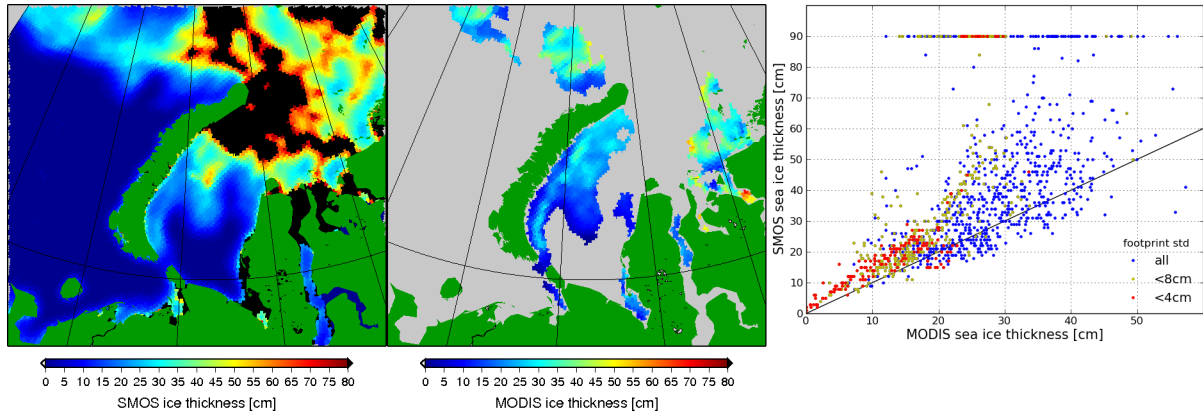 0 5 10 15 20 25 30 35 40 45 50 55 60 65 70 75 80
SMOS ice thickness [cm]
0 5 10 15 20 25 30 35 40 45 50 55 60 65 70 75 80
MODIS ice thickness [cm]
100
90
80
70
60
50
40
30
20
10
0
SMOS sea ice thickness [cm]
footprint std
all
<8cm
<4cm
0 10 20 30 40 50
MODIS sea ice thickness [cm]